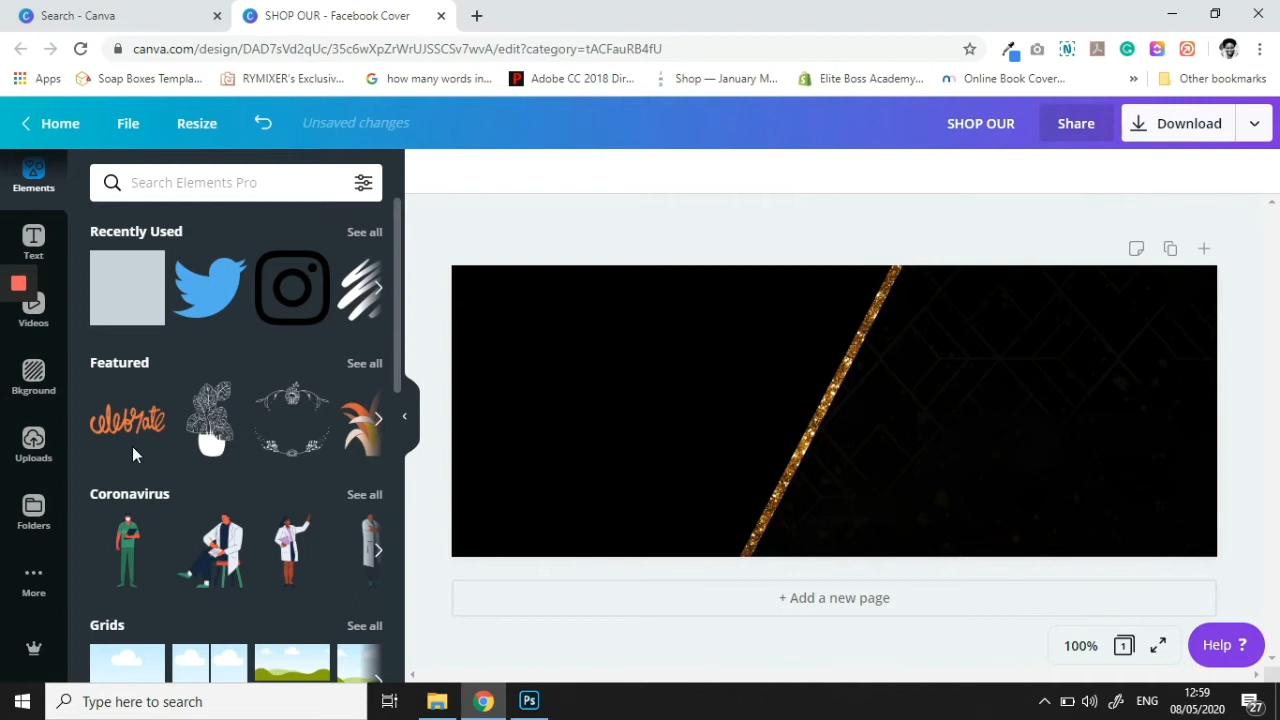 Search - Canva
SHOP OUR - Facebook Cover
canva.com/design/DAD7sVd2qUc/35c6wXpZrWrUJSSCSv7wvA/edit?category=tACFauRB4fU
Apps
Soap Boxes Templa...
RYMIXER's Exclusiv...
how many words in...
Adobe CC 2018 Dir...
Shop — January M...
Elite Boss Academy...
Online Book Cover...
Other bookmarks
Home
File
Resize
Unsaved changes
SHOP OUR
Share
Download
Elements
Search Elements Pro
Recently Used
See all
Text
Videos
Featured
See all
Bkground
celebrate
Uploads
Coronavirus
See all
Folders
More
+ Add a new page
Grids
See all
100%
1
Help ?
Type here to search
Ps
ENG
12:59
08/05/2020
27